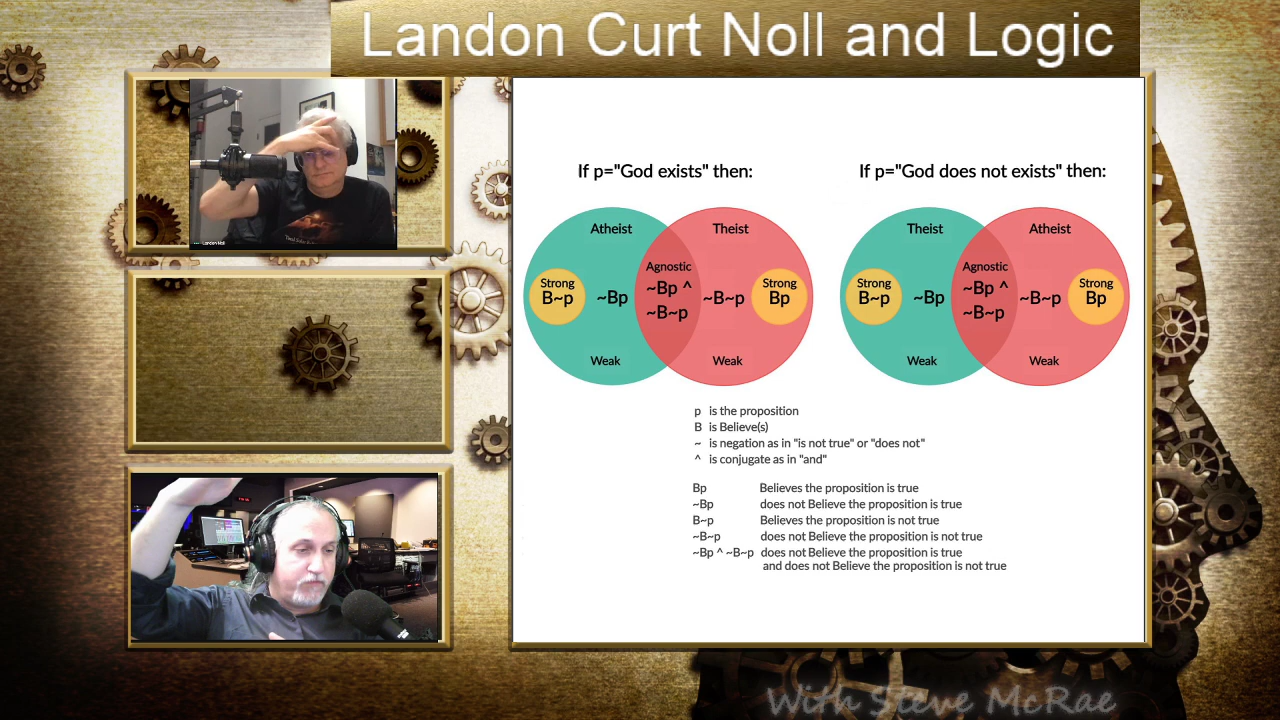 Landon Curt Noll and Logic
Landon Noll
If p="God exists" then:
Atheist
Theist
Agnostic
Strong
B~p
~Bp
~Bp ^
~B~p
~B~p
Strong
Bp
Weak
Weak
If p="God does not exists" then:
Theist
Atheist
Agnostic
Strong
B~p
~Bp
~Bp ^
~B~p
~B~p
Strong
Bp
Weak
Weak
p is the proposition
B is Believe(s)
~ is negation as in "is not true" or "does not"
^ is conjugate as in "and"
Bp Believes the proposition is true
~Bp does not Believe the proposition is true
B~p Believes the proposition is not true
~B~p does not Believe the proposition is not true
~Bp ^ ~B~p does not Believe the proposition is true
and does not Believe the proposition is not true
With Steve McRae